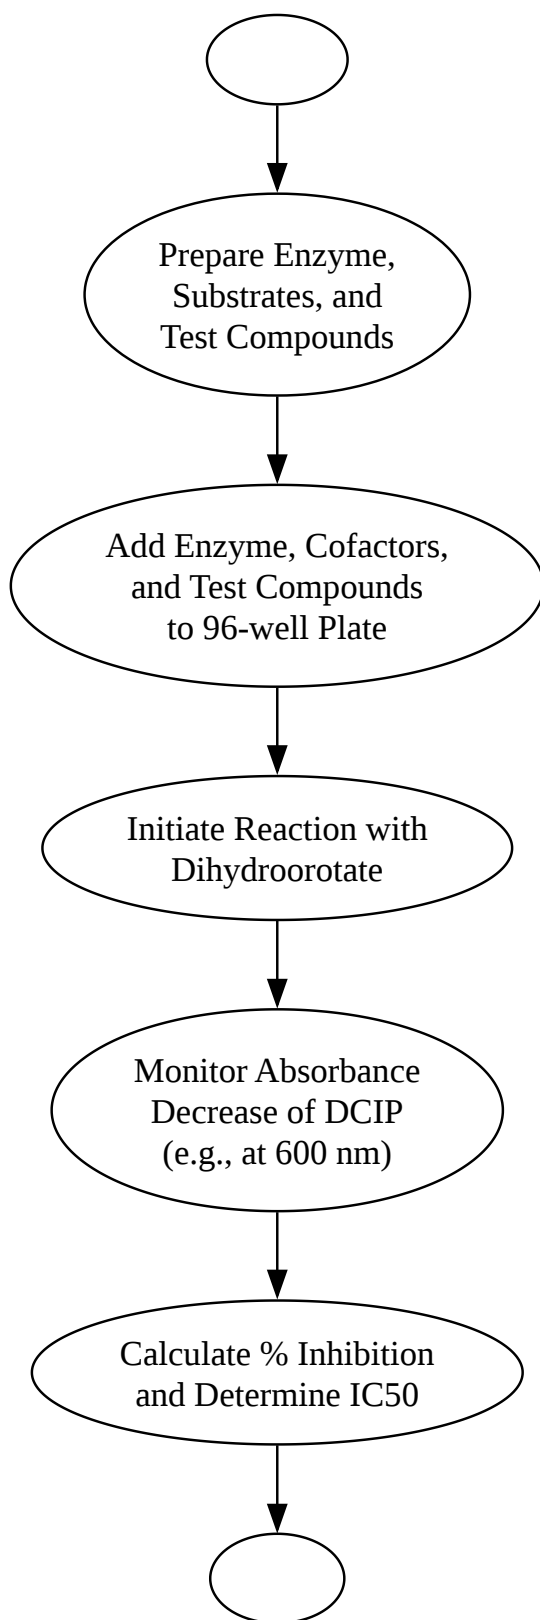 Prepare Enzyme,
Substrates, and
Test Compounds
Add Enzyme, Cofactors,
and Test Compounds
to 96-well Plate
Initiate Reaction with
Dihydroorotate
Monitor Absorbance
Decrease of DCIP
(e.g., at 600 nm)
Calculate % Inhibition
and Determine IC50